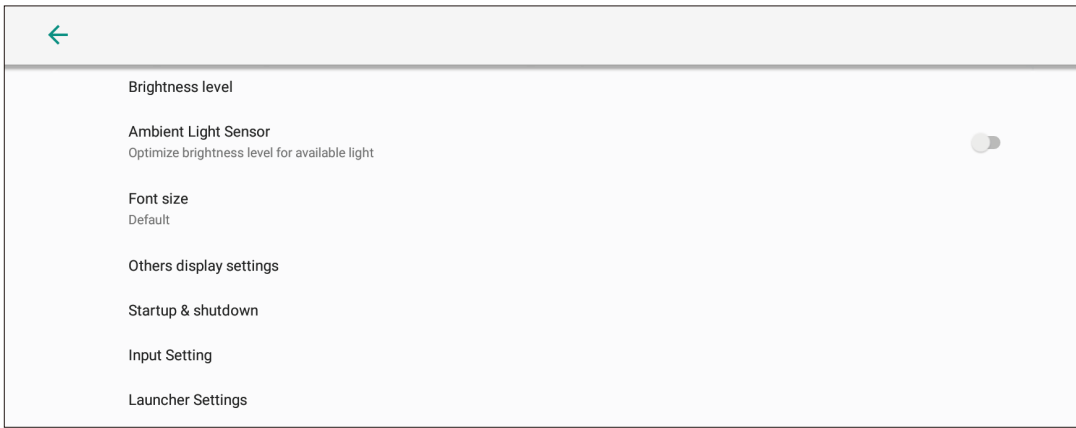 Brightness level
Ambient Light Sensor
Optimize brightness level for available light
Font size
Default
Others display settings
Startup & shutdown
Input Setting
Launcher Settings